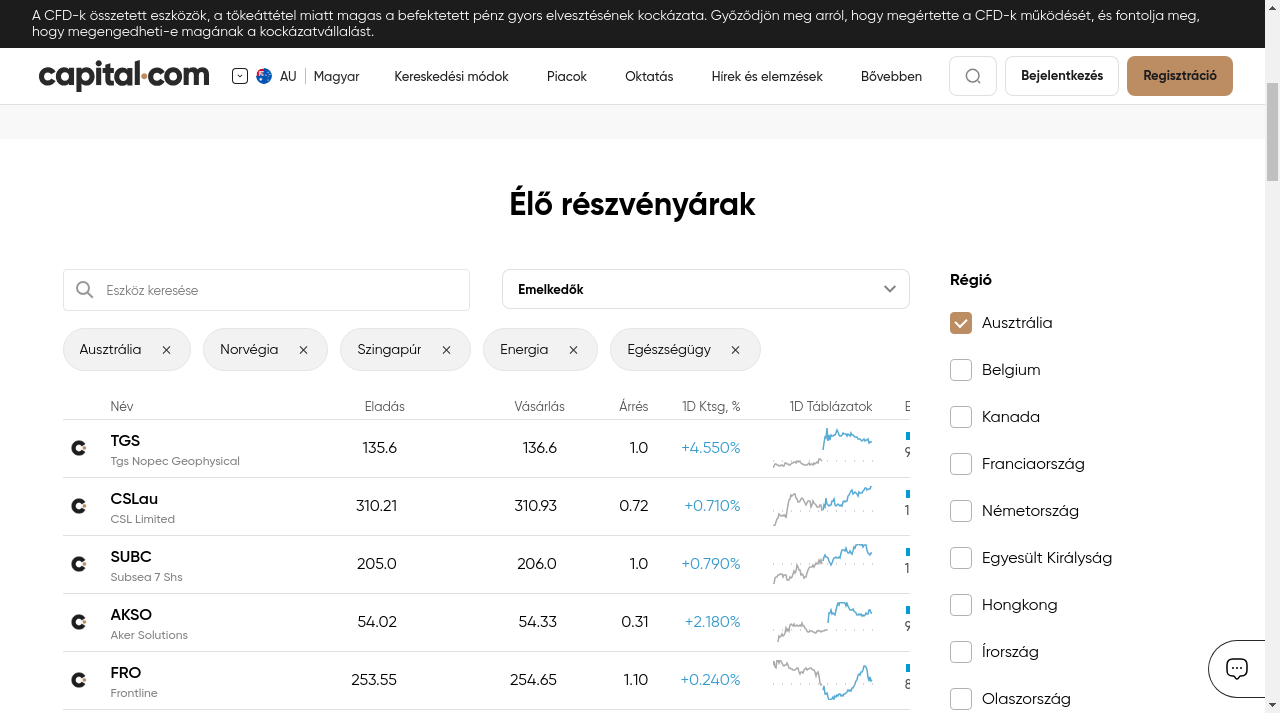 A CFD-k összetett eszközök, a tőkeáttétel miatt magas a befektetett pénz gyors elvesztésének kockázata. Győződjön meg arról, hogy megértette a CFD-k működését, és fontolja meg,
hogy megengedheti-e magának a kockázatvállalást.
capital.com
AU Magyar Kereskedési módok Piacok Oktatás Hírek és elemzések Bővebben Bejelentkezés Regisztráció
Élő részvényárak
Eszköz keresése
Emelkedők
Ausztrália Norvégia Szingapúr Energia Egészségügy
Név Eladás Vásárlás Árrés 1D Ktsg, % 1D Táblázatok
TGS 135.6 136.6 1.0 +4.550%
Tgs Nopec Geophysical
CSLau 310.21 310.93 0.72 +0.710%
CSL Limited
SUBC 205.0 206.0 1.0 +0.790%
Subsea 7 Shs
AKSO 54.02 54.33 0.31 +2.180%
Aker Solutions
FRO 253.55 254.65 1.10 +0.240%
Frontline
Régió
Ausztrália
Belgium
Kanada
Franciaország
Németország
Egyesült Királyság
Hongkong
Írország
Olaszország